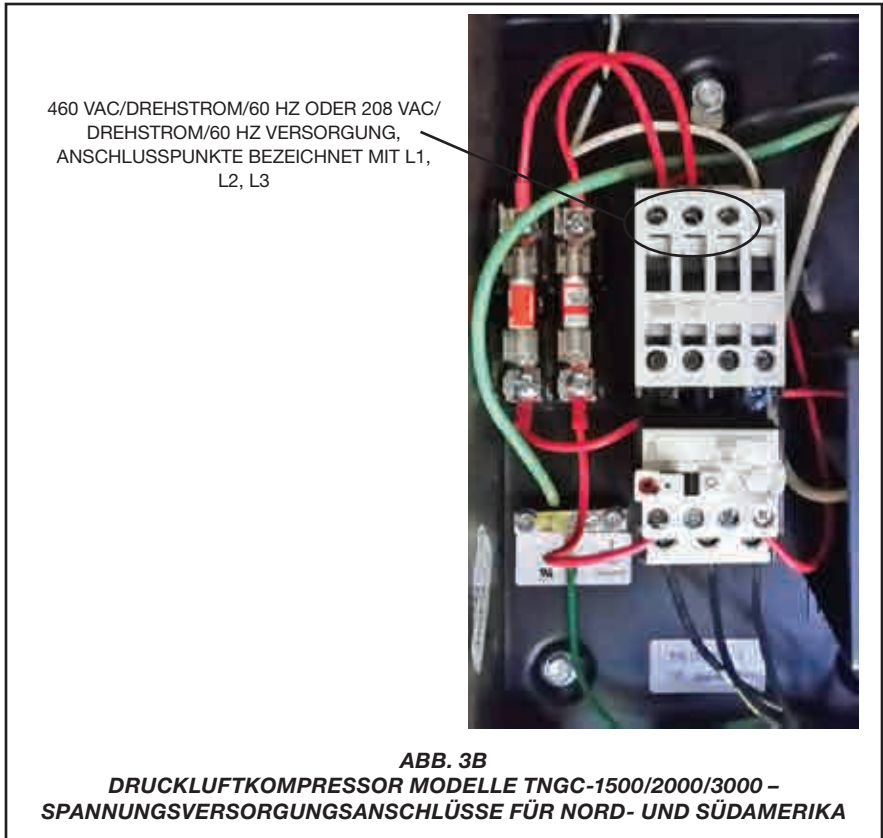 460 VAC/DREHSTROM/60 HZ ODER 208 VAC/
DREHSTROM/60 HZ VERSORGUNG,
ANSCHLUSSPUNKTE BEZEICHNET MIT L1,
L2, L3
ABB. 3B
DRUCKLUFTKOMPRESSOR MODELLE TNGC-1500/2000/3000 –
SPANNUNGSVERSORGUNGSANSCHLÜSSE FÜR NORD- UND SÜDAMERIKA